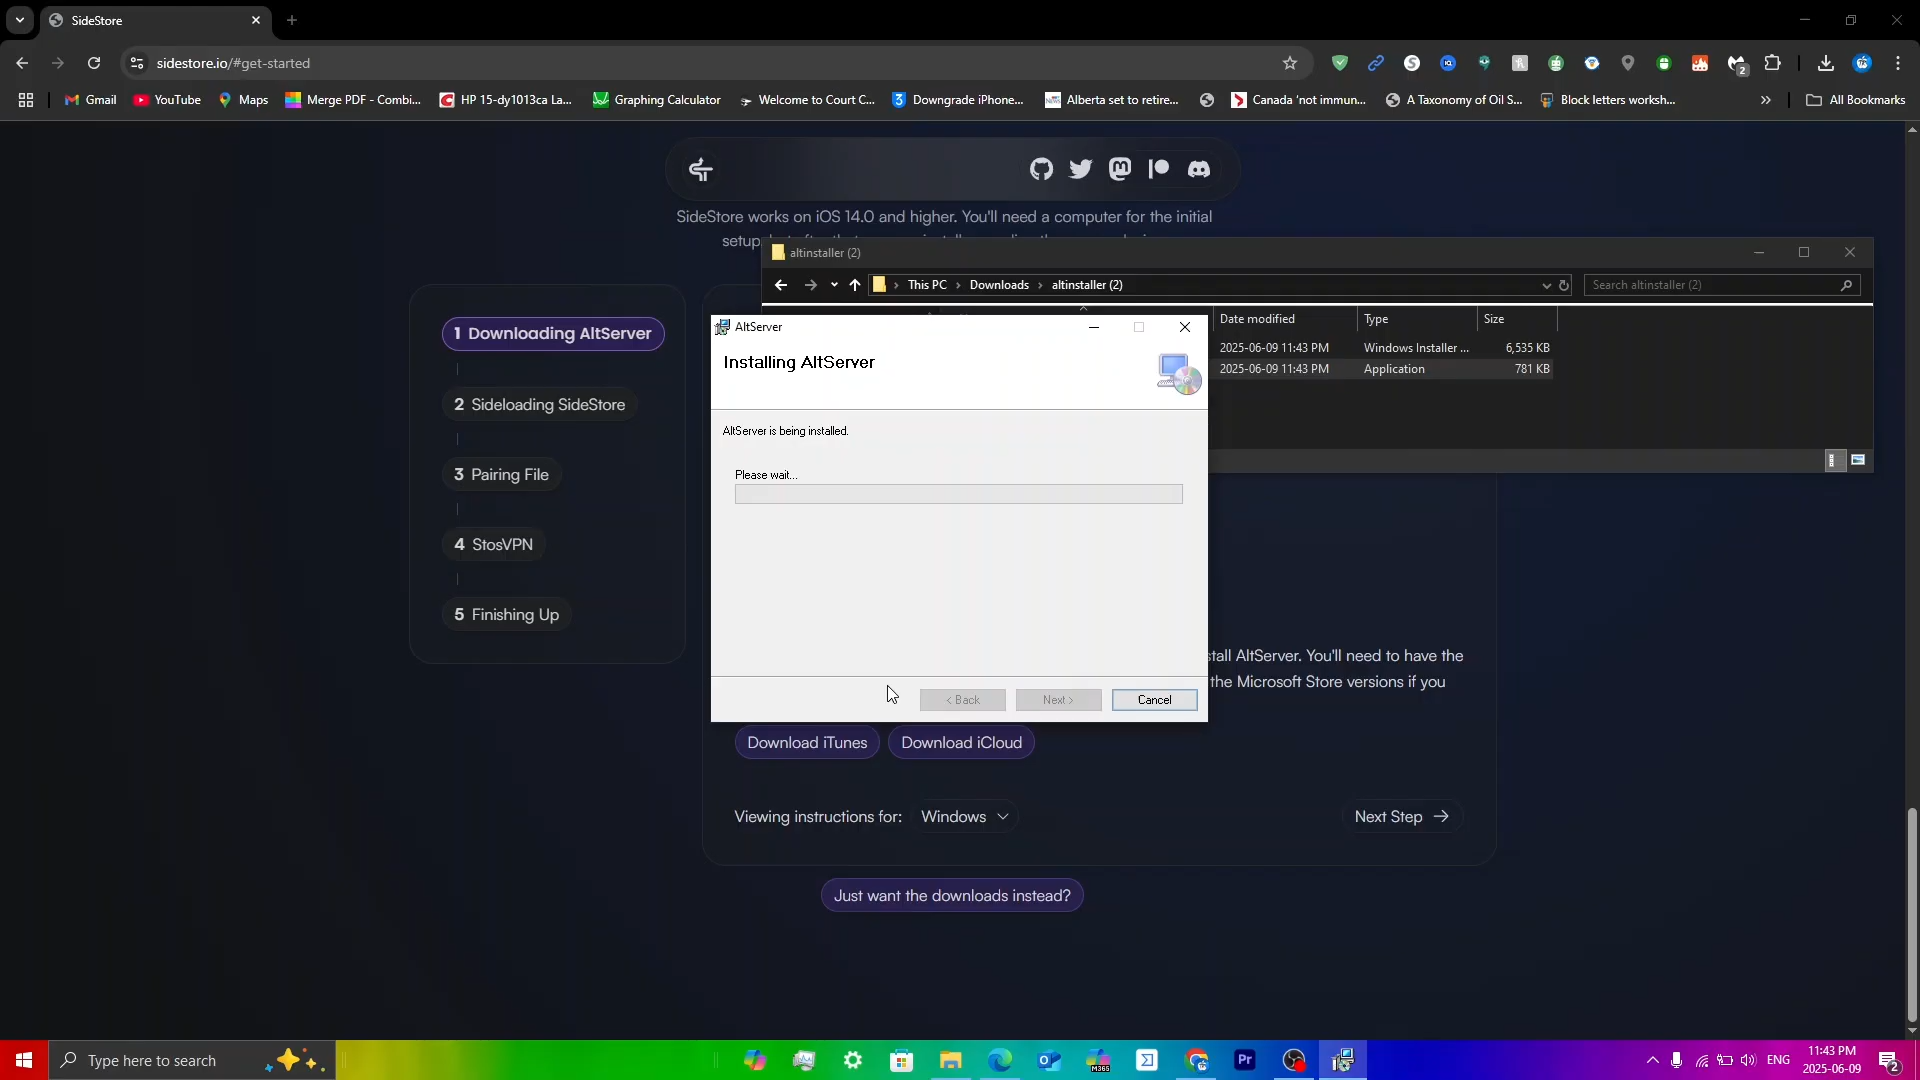 SideStore
sidestore.io/#get-started
Gmail
YouTube
Maps
Merge PDF - Combi...
HP 15-dy1013ca La...
Graphing Calculator
Welcome to Court C...
Downgrade iPhone...
Alberta set to retire...
Canada 'not immun...
A Taxonomy of Oil S...
Block letters worksh...
All Bookmarks
SideStore works on iOS 14.0 and higher. You'll need a computer for the initial
setup
altinstaller (2)
This PC > Downloads > altinstaller (2)
Search altinstaller (2)
Date modified
Type
Size
2025-06-09 11:43 PM
Windows Installer ...
6,535 KB
2025-06-09 11:43 PM
Application
781 KB
1 Downloading AltServer
2 Sideloading SideStore
3 Pairing File
4 StosVPN
5 Finishing Up
AltServer
Installing AltServer
AltServer is being installed.
Please wait...
< Back
Next >
Cancel
stall AltServer. You'll need to have the
the Microsoft Store versions if you
Download iTunes
Download iCloud
Viewing instructions for:
Windows
Next Step
Just want the downloads instead?
Type here to search
M365
Pr
ENG
11:43 PM
2025-06-09
2